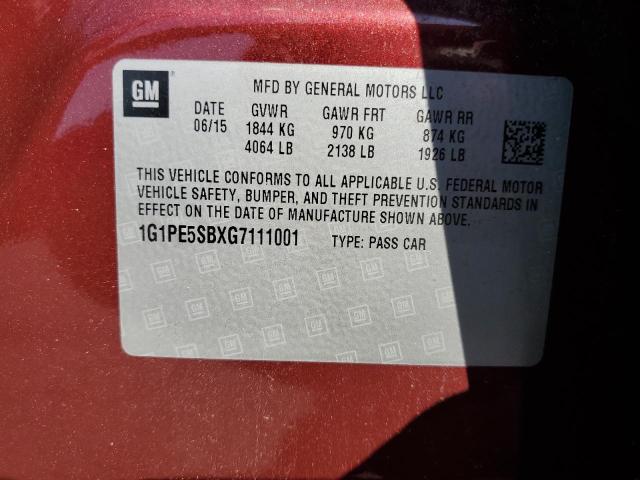 GM
MFD BY GENERAL MOTORS LLC
DATE GVWR GAWR FRT GAWR RR
06/15 1844 KG 970 KG 874 KG
4064 LB 2138 LB 1926 LB
THIS VEHICLE CONFORMS TO ALL APPLICABLE U.S. FEDERAL MOTOR
VEHICLE SAFETY, BUMPER, AND THEFT PREVENTION STANDARDS IN
EFFECT ON THE DATE OF MANUFACTURE SHOWN ABOVE.
1G1PE5SBXG7111001 TYPE: PASS CAR